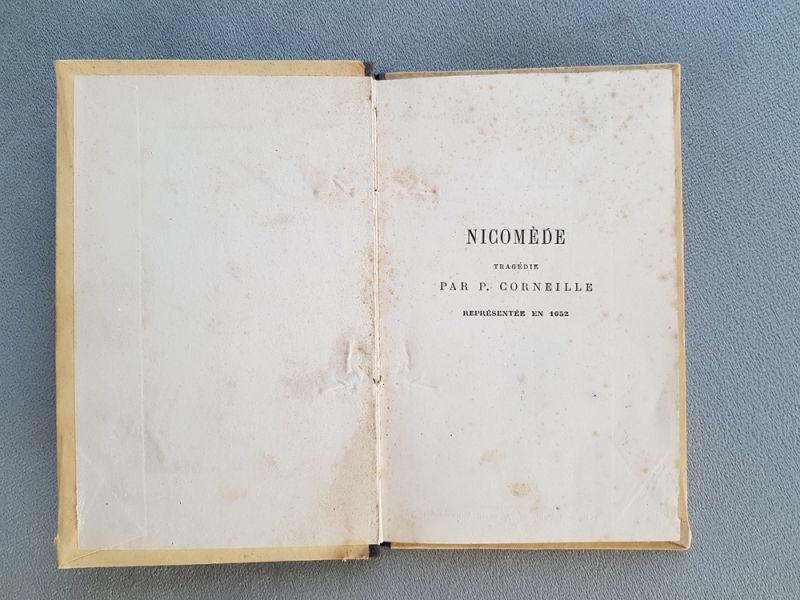 NICOMÈDE
TRAGÉDIE
PAR P. CORNEILLE
REPRÉSENTÉE EN 1652